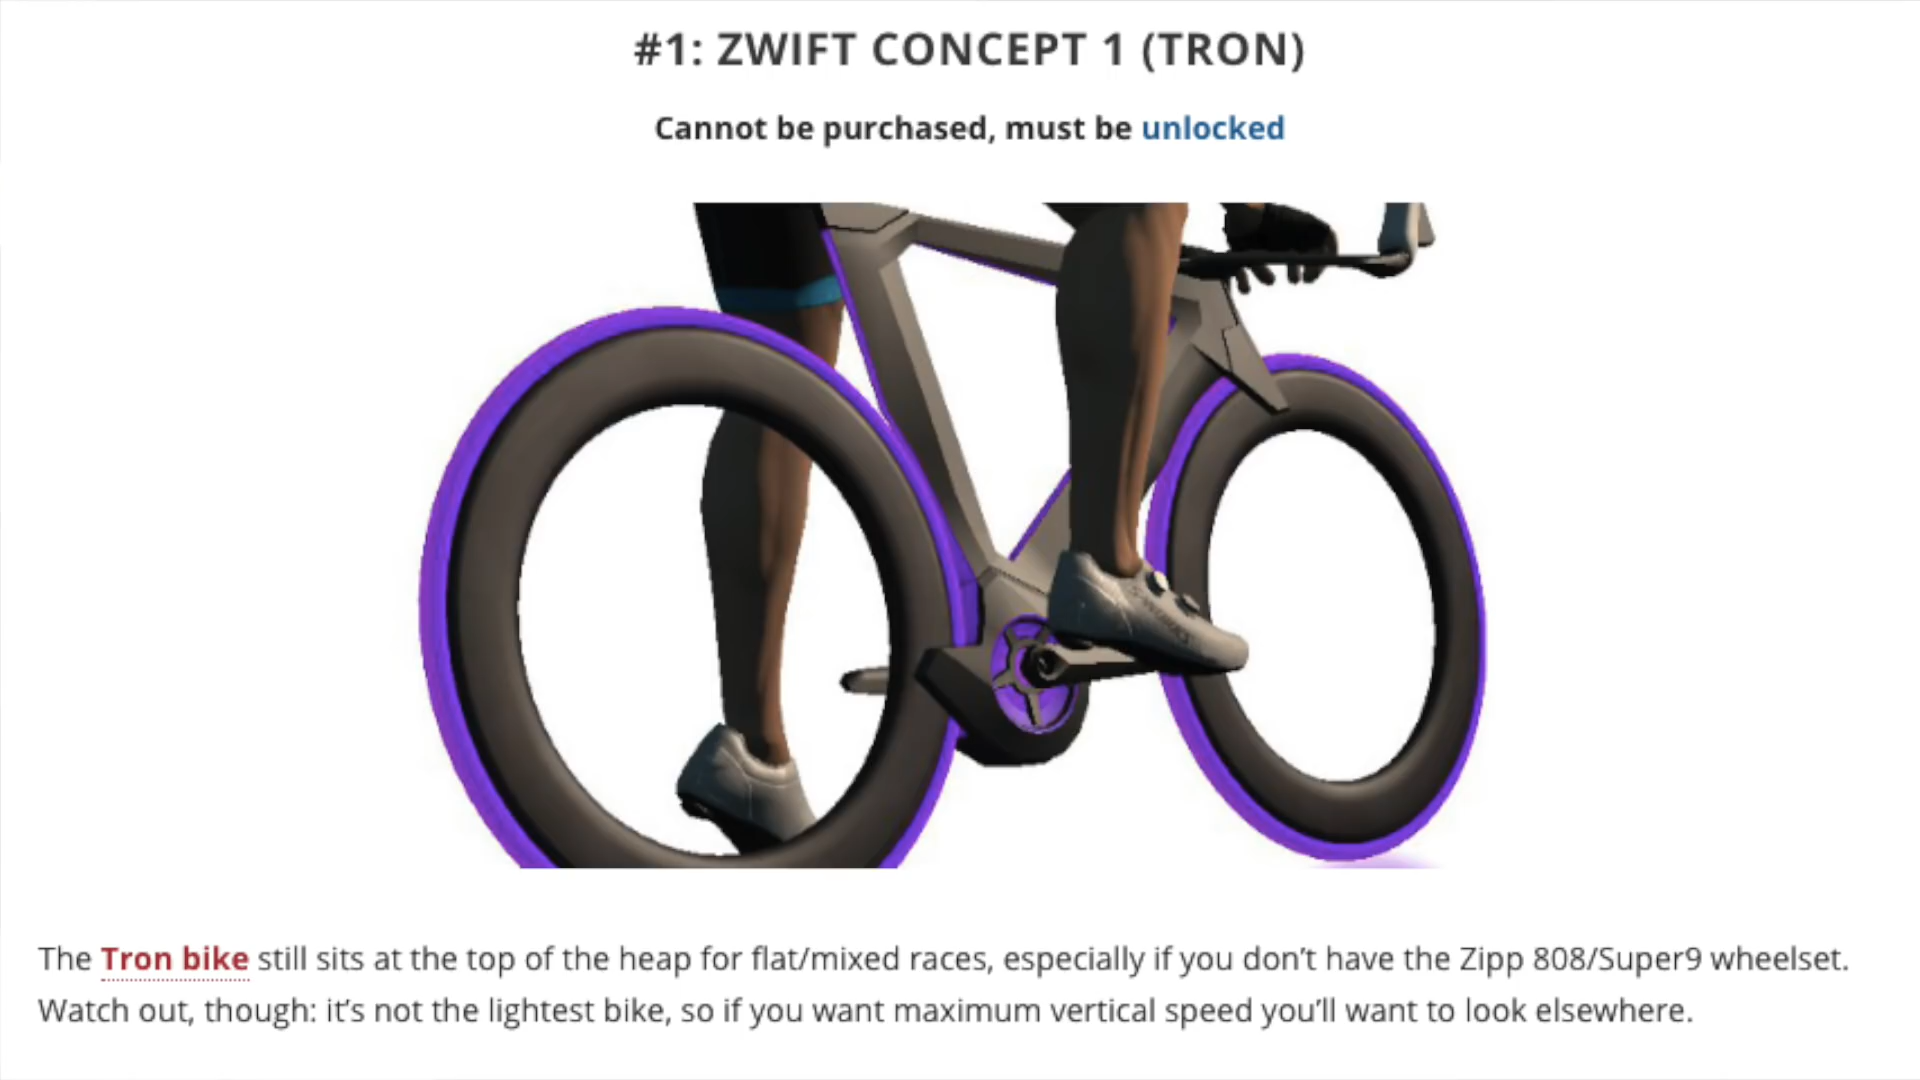 #1: ZWIFT CONCEPT 1 (TRON)
Cannot be purchased, must be unlocked
The Tron bike still sits at the top of the heap for flat/mixed races, especially if you don’t have the Zipp 808/Super9 wheelset.
Watch out, though: it’s not the lightest bike, so if you want maximum vertical speed you’ll want to look elsewhere.